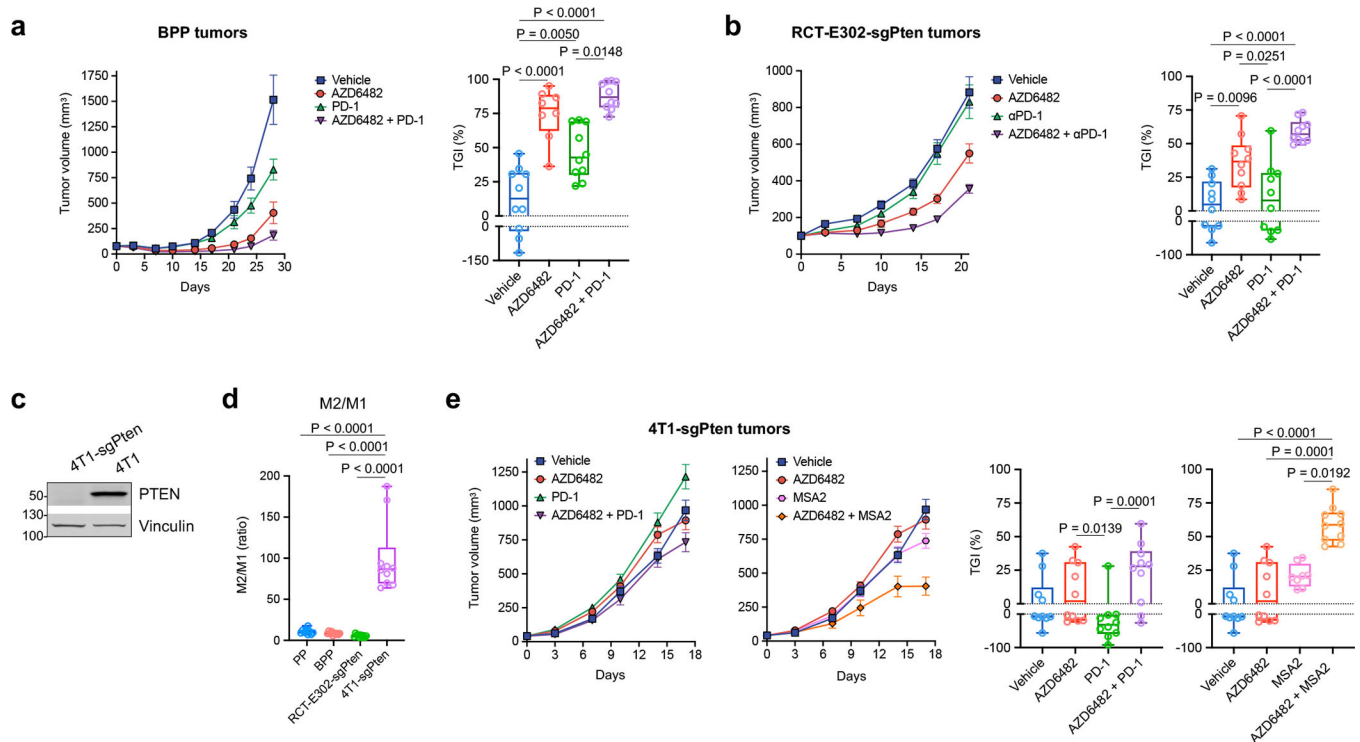 a
BPP tumors
Tumor volume (mm³)
1750
1500
1250
1000
750
500
250
0
0 5 10 15 20 25 30
Days
Vehicle
AZD6482
PD-1
AZD6482 + PD-1
P < 0.0001
P = 0.0050
P = 0.0148
P < 0.0001
TGI (%)
100
75
50
25
0
0
-150
Vehicle
AZD6482
PD-1
AZD6482 + PD-1
b
RCT-E302-sgPten tumors
Tumor volume (mm³)
1000
800
600
400
200
0
0 5 10 15 20
Days
Vehicle
AZD6482
αPD-1
AZD6482 + αPD-1
P < 0.0001
P = 0.0251
P < 0.0001
P = 0.0096
TGI (%)
100
75
50
25
0
0
-100
Vehicle
AZD6482
PD-1
AZD6482 + PD-1
c
4T1-sgPten
4T1
50
PTEN
130
Vinculin
100
d
M2/M1
P < 0.0001
P < 0.0001
P < 0.0001
M2/M1 (ratio)
200
150
100
50
0
PP
BPP
RCT-E302-sgPten
4T1-sgPten
e
4T1-sgPten tumors
Tumor volume (mm³)
1250
1000
750
500
250
0
0 3 6 9 12 15 18
Days
Vehicle
AZD6482
PD-1
AZD6482 + PD-1
Tumor volume (mm³)
1250
1000
750
500
250
0
0 3 6 9 12 15 18
Days
Vehicle
AZD6482
MSA2
AZD6482 + MSA2
P = 0.0001
P = 0.0139
TGI (%)
100
75
50
25
0
0
-100
Vehicle
AZD6482
PD-1
AZD6482 + PD-1
P < 0.0001
P = 0.0001
P = 0.0192
TGI (%)
100
75
50
25
0
0
-100
Vehicle
AZD6482
MSA2
AZD6482 + MSA2